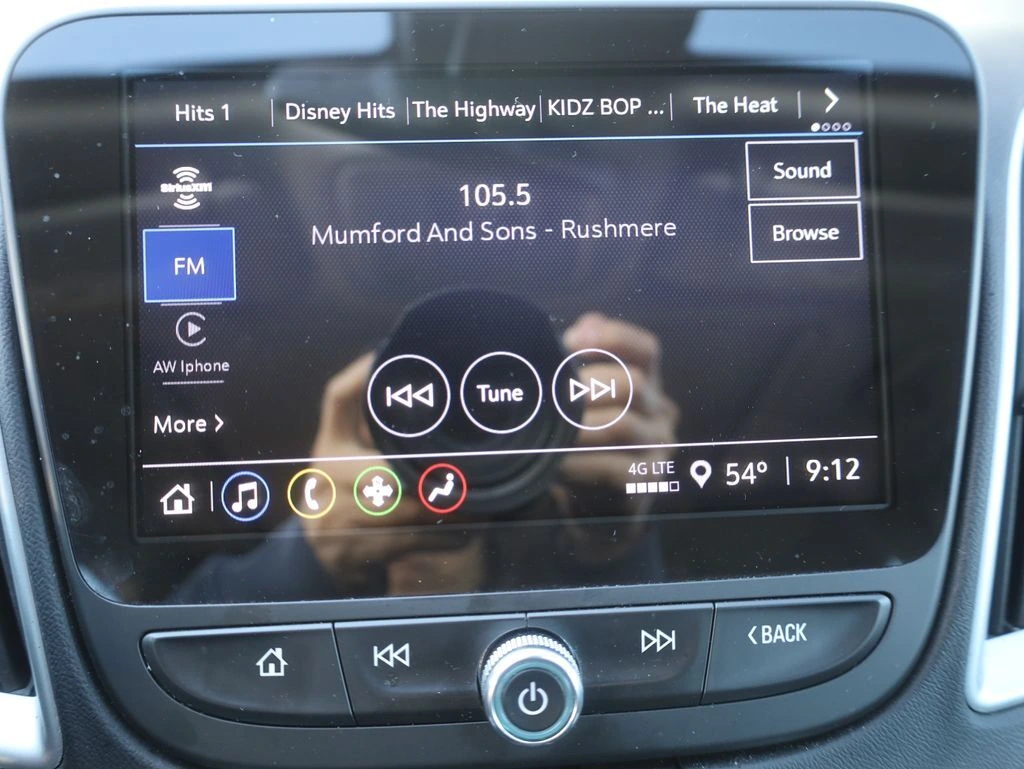 Hits 1
Disney Hits
The Highway
KIDZ BOP ...
The Heat
SiriusXM
105.5
Sound
Mumford And Sons - Rushmere
Browse
FM
AW Iphone
Tune
More >
4G LTE
54°
9:12
BACK